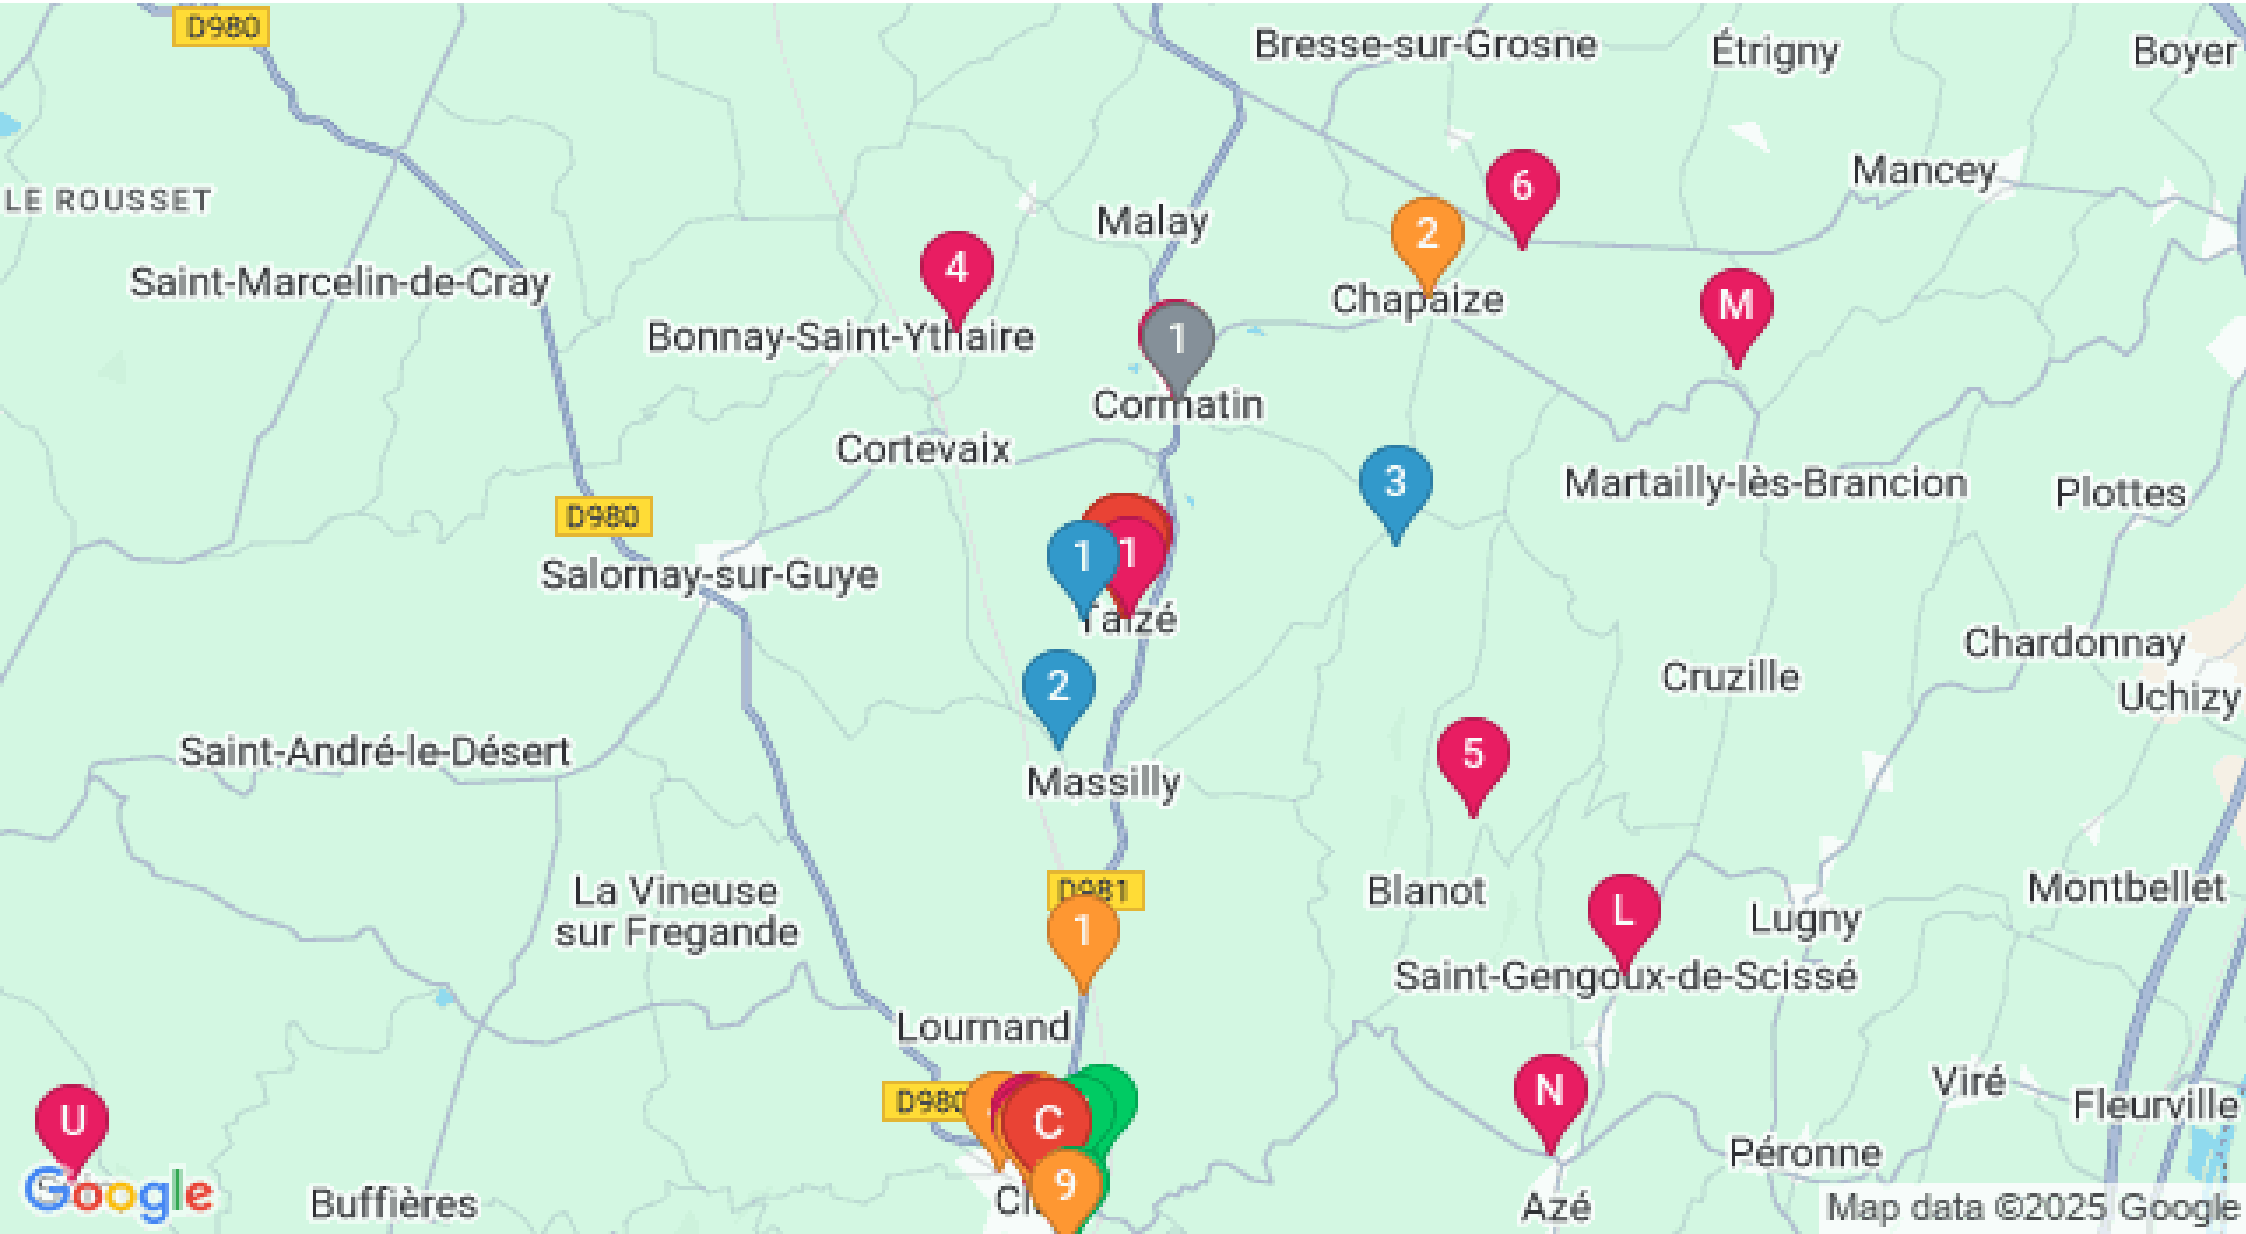 D980
Bresse-sur-Grosne
Étrigny
Boyer
LE ROUSSET
Mancey
6
Malay
2
4
Saint-Marcelin-de-Cray
Chapaize
M
Bonnay-Saint-Ythaire
1
Cormatin
Cortevaix
3
Martailly-lès-Brancion
Plottes
D980
1
1
Salornay-sur-Guye
Taizé
Chardonnay
2
Cruzille
Uchizy
Saint-André-le-Désert
5
Massilly
D981
La Vineuse
sur Fregande
Blanot
Montbellet
L
Lugny
1
Saint-Gengoux-de-Scissé
Lournand
Viré
N
D980
Fleurville
U
C
Péronne
9
Google
Buffières
Azé
Map data ©2025 Google